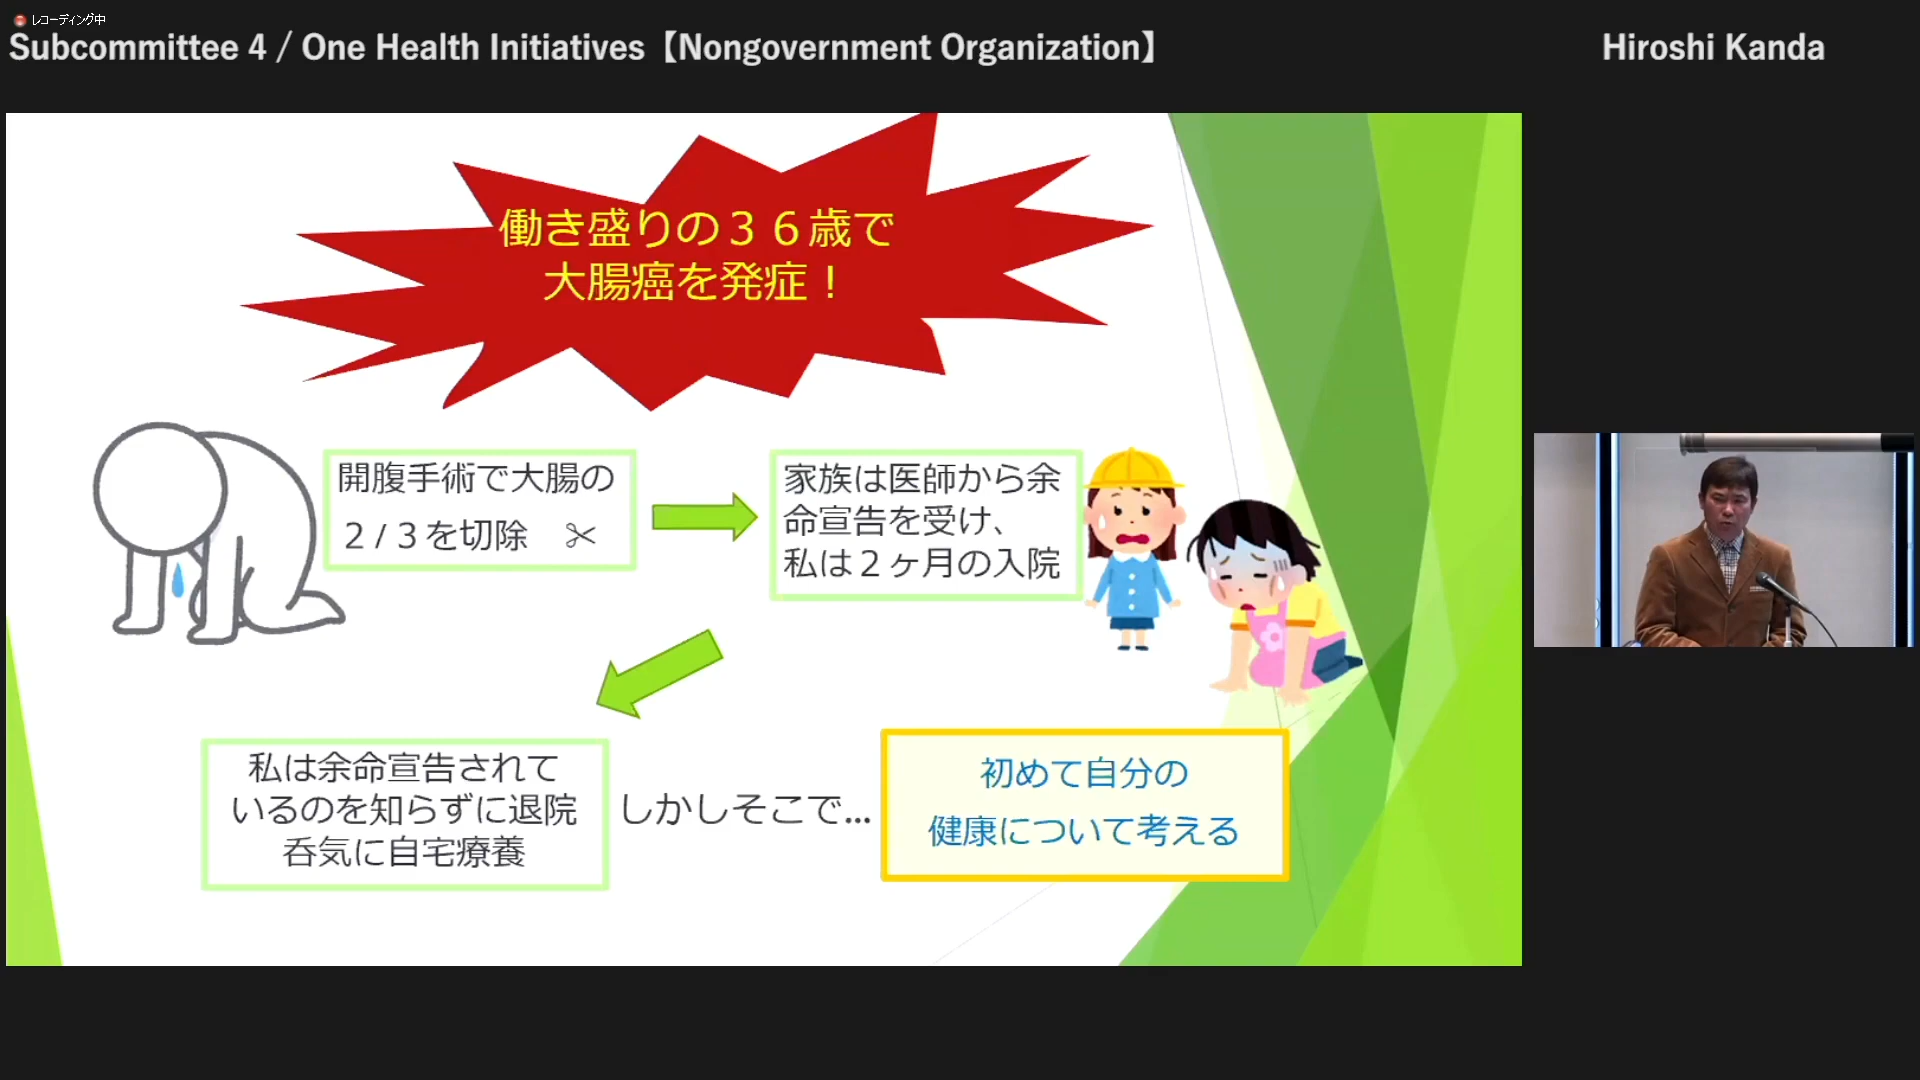 レコーディング中
Subcommittee 4 / One Health Initiatives【Nongovernment Organization】
Hiroshi Kanda
働き盛りの３６歳で
大腸癌を発症！
開腹手術で大腸の
２/３を切除 ✂
家族は医師から余
命宣告を受け、
私は２ヶ月の入院
私は余命宣告されて
いるのを知らずに退院
呑気に自宅療養
しかしそこで...
初めて自分の
健康について考える